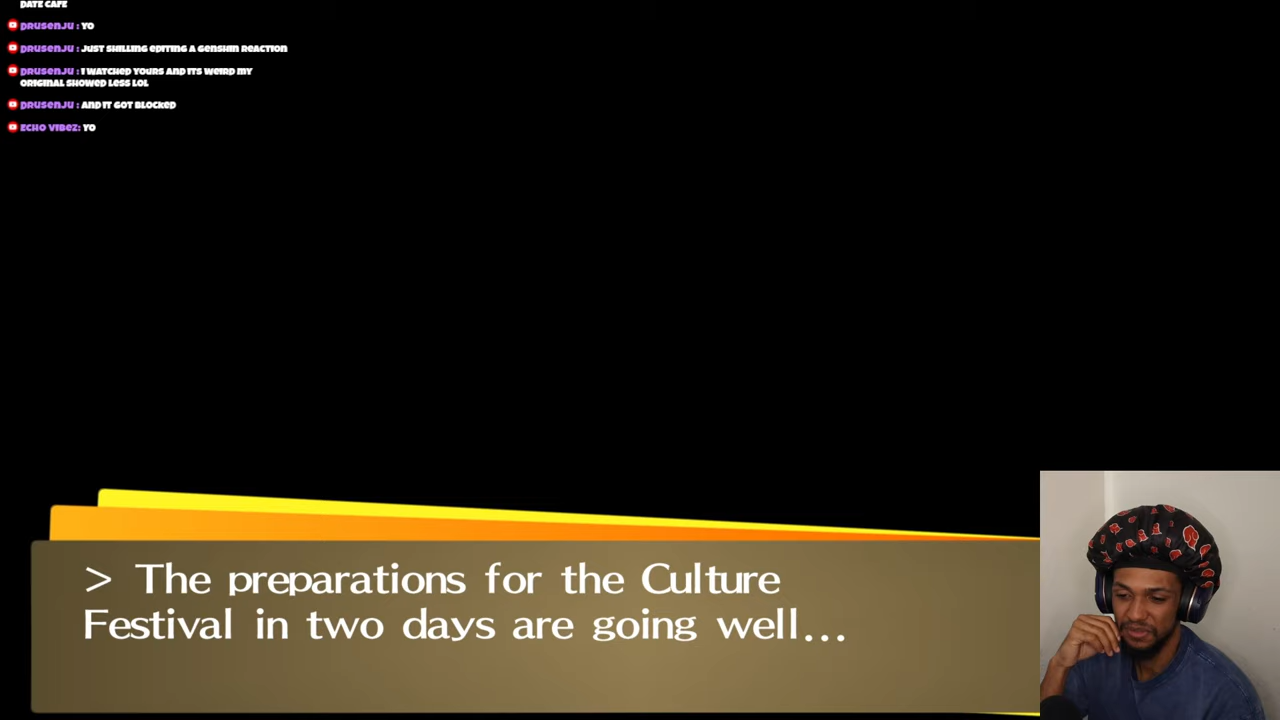 DATE CAFE
DRUSENJU : YO
DRUSENJU : JUST SHILLING EDITING A GENSHIN REACTION
DRUSENJU : I WATCHED YOURS AND ITS WEIRD MY
ORIGINAL SHOWED LESS LOL
DRUSENJU : AND IT GOT BLOCKED
ECHO VIBEZ: YO
> The preparations for the Culture
Festival in two days are going well...